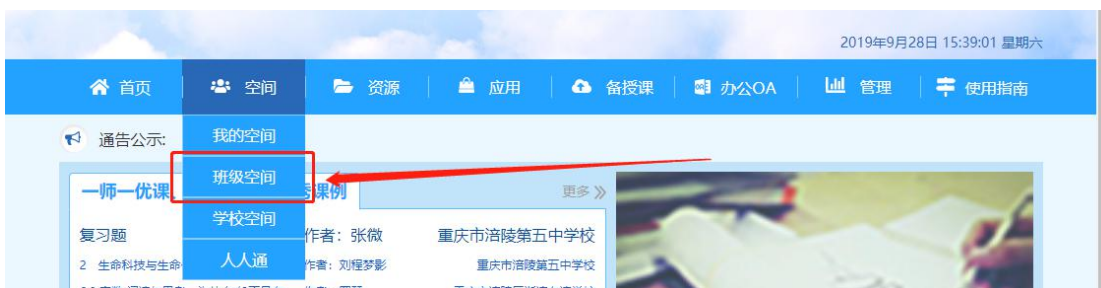 2019年9月28日 15:39:01 星期六
首页 空间 资源 应用 备授课 办公OA 管理 使用指南
通告公示:
我的空间
班级空间
学校空间
人人通
一师一优课 课例
更多》
复习题 作者：张微 重庆市涪陵第五中学校
2 生命科技与生命 作者：刘程梦影 重庆市涪陵第五中学校